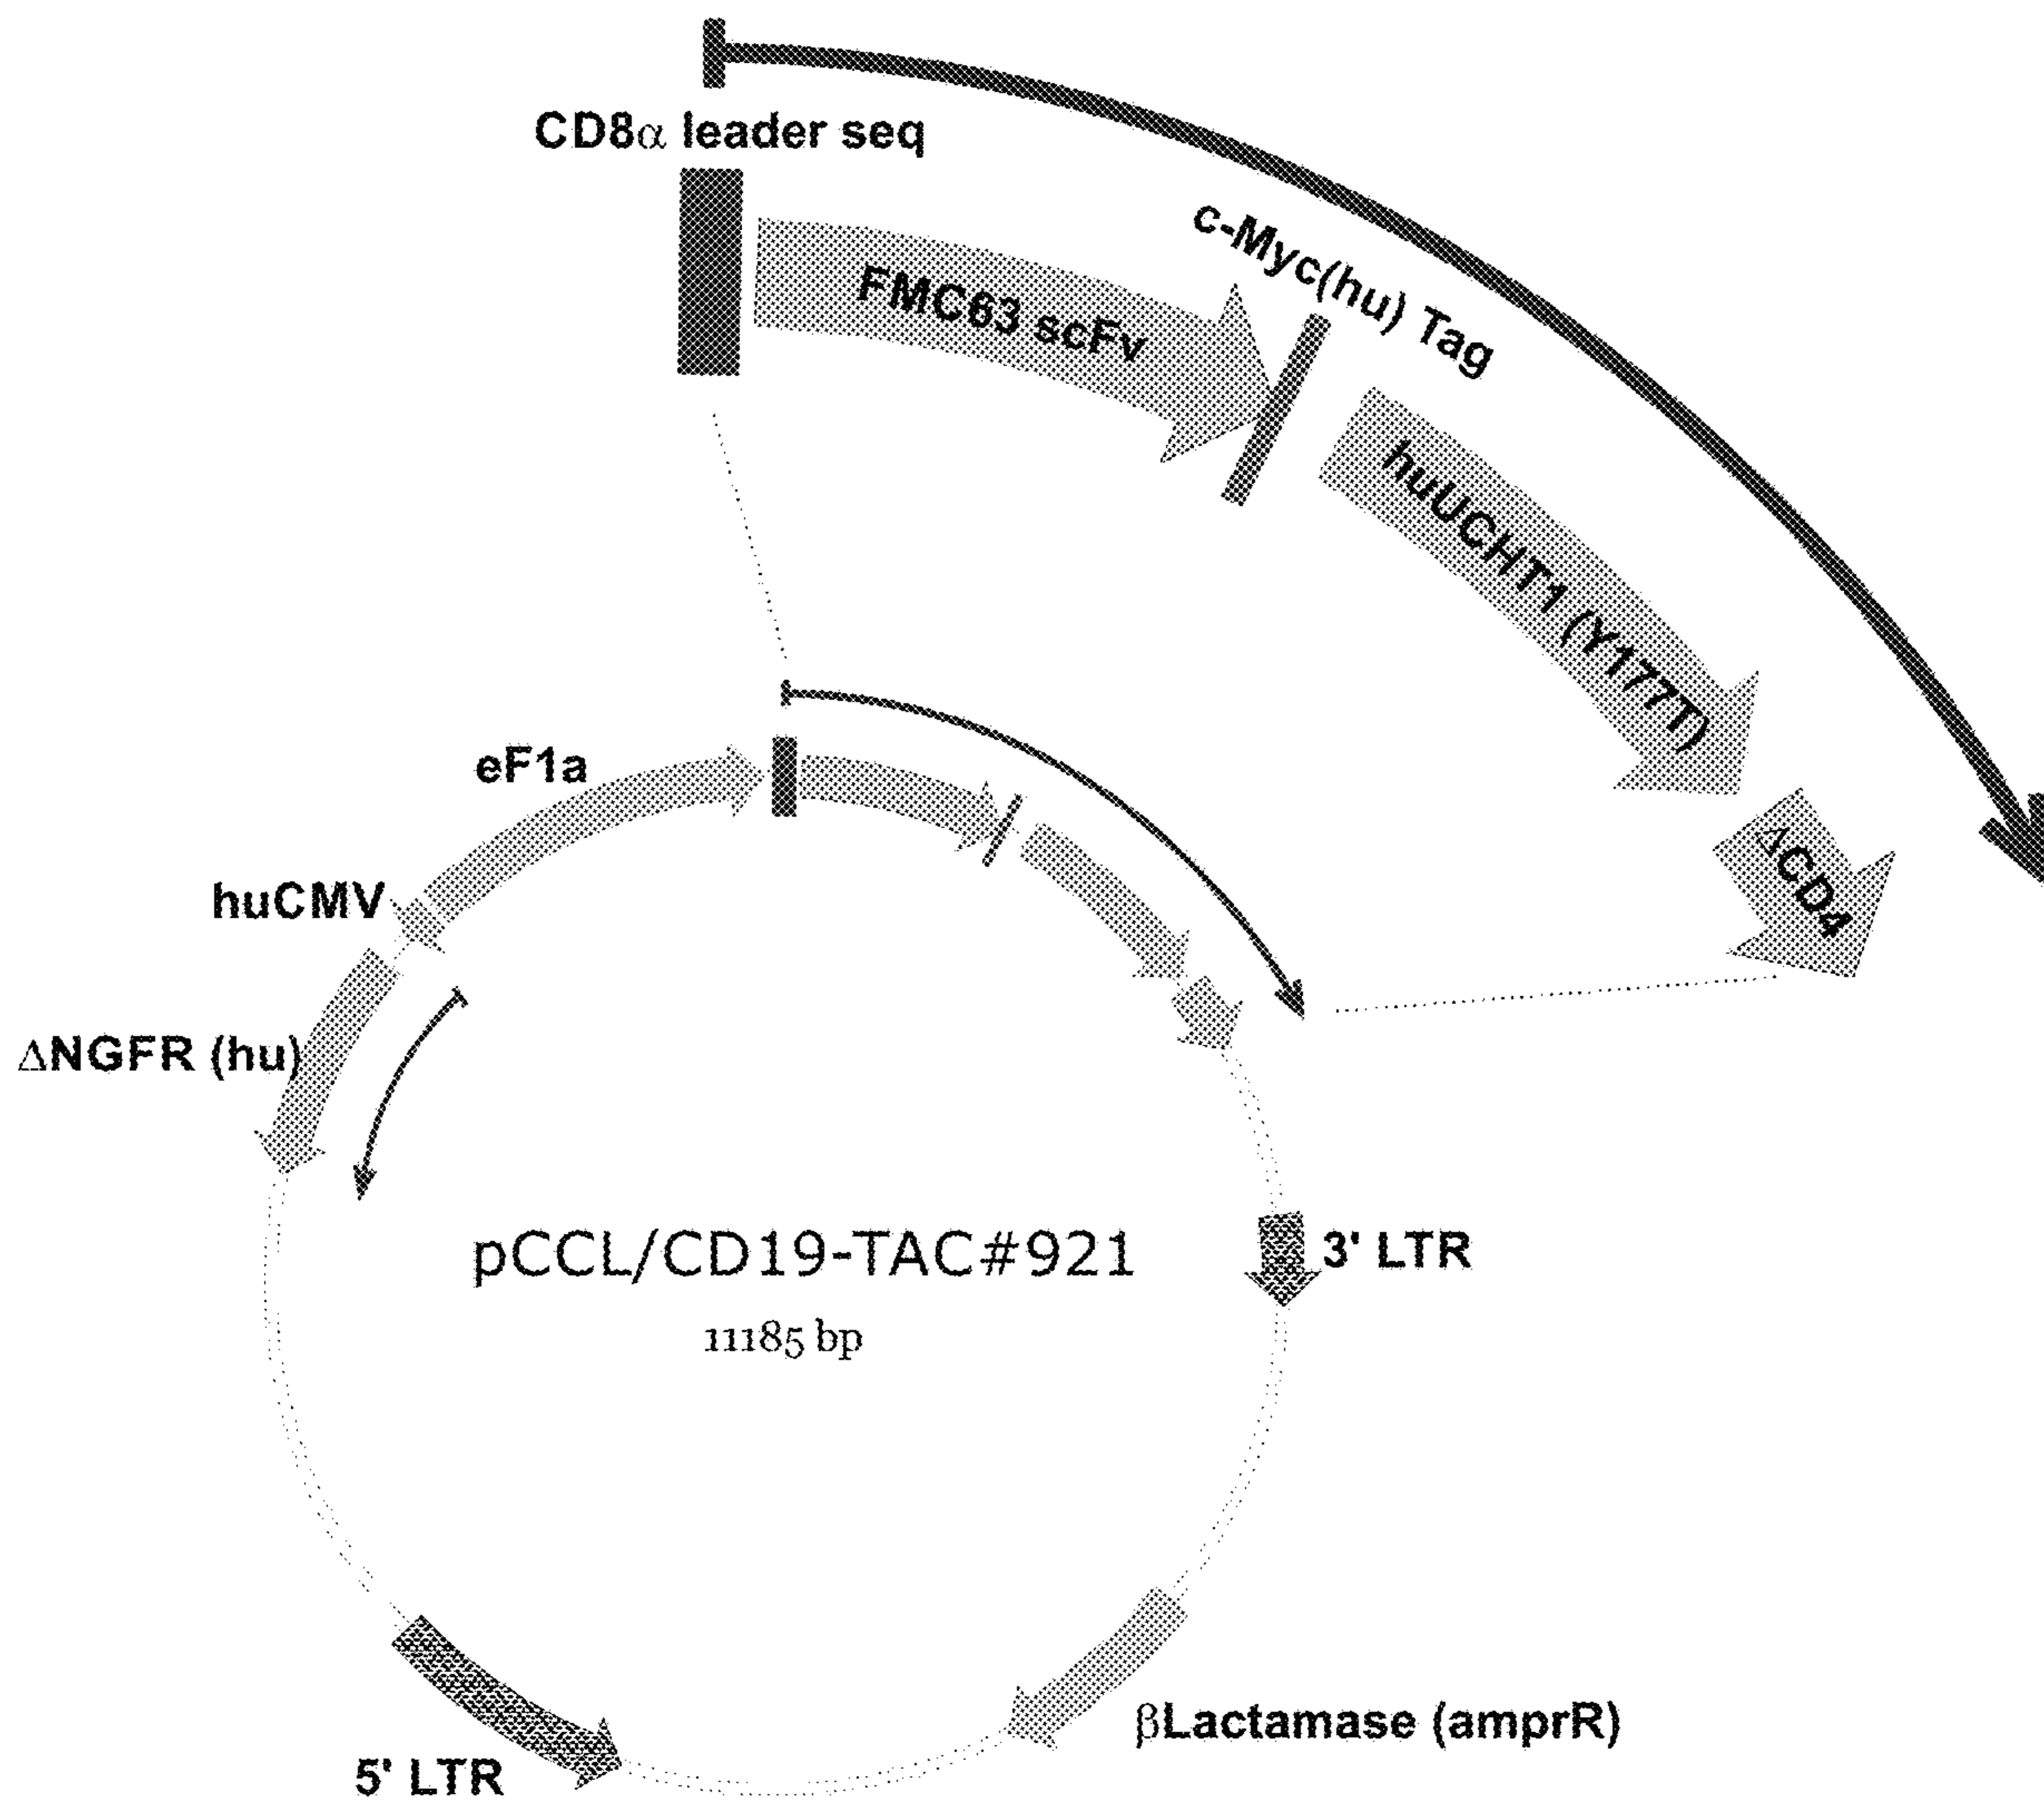 CD8α leader seq
c-Myc(hu) Tag
FMC63 scFv
huUCHT1 (Y177T)
ΔCD4
eF1a
huCMV
ΔNGFR (hu)
pCCL/CD19-TAC#921
11185 bp
3' LTR
βLactamase (amprR)
5' LTR